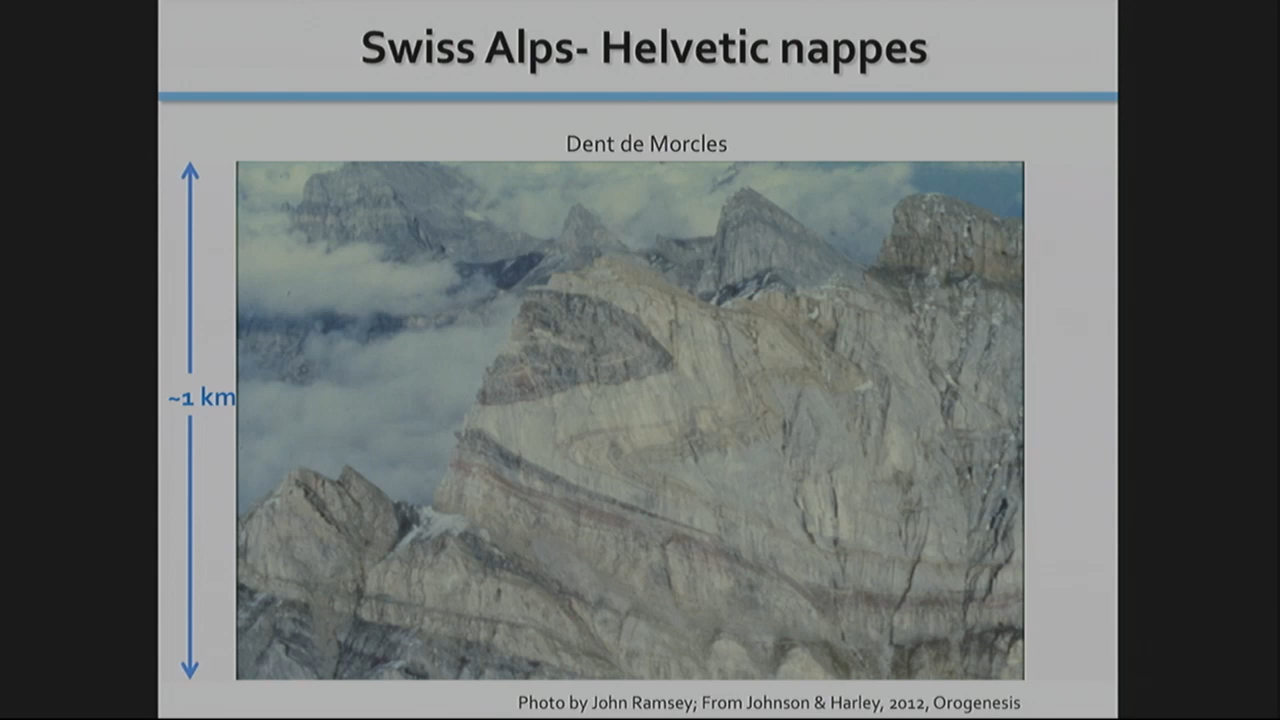 Swiss Alps- Helvetic nappes
Dent de Morcles
~1 km
Photo by John Ramsey; From Johnson & Harley, 2012, Orogenesis